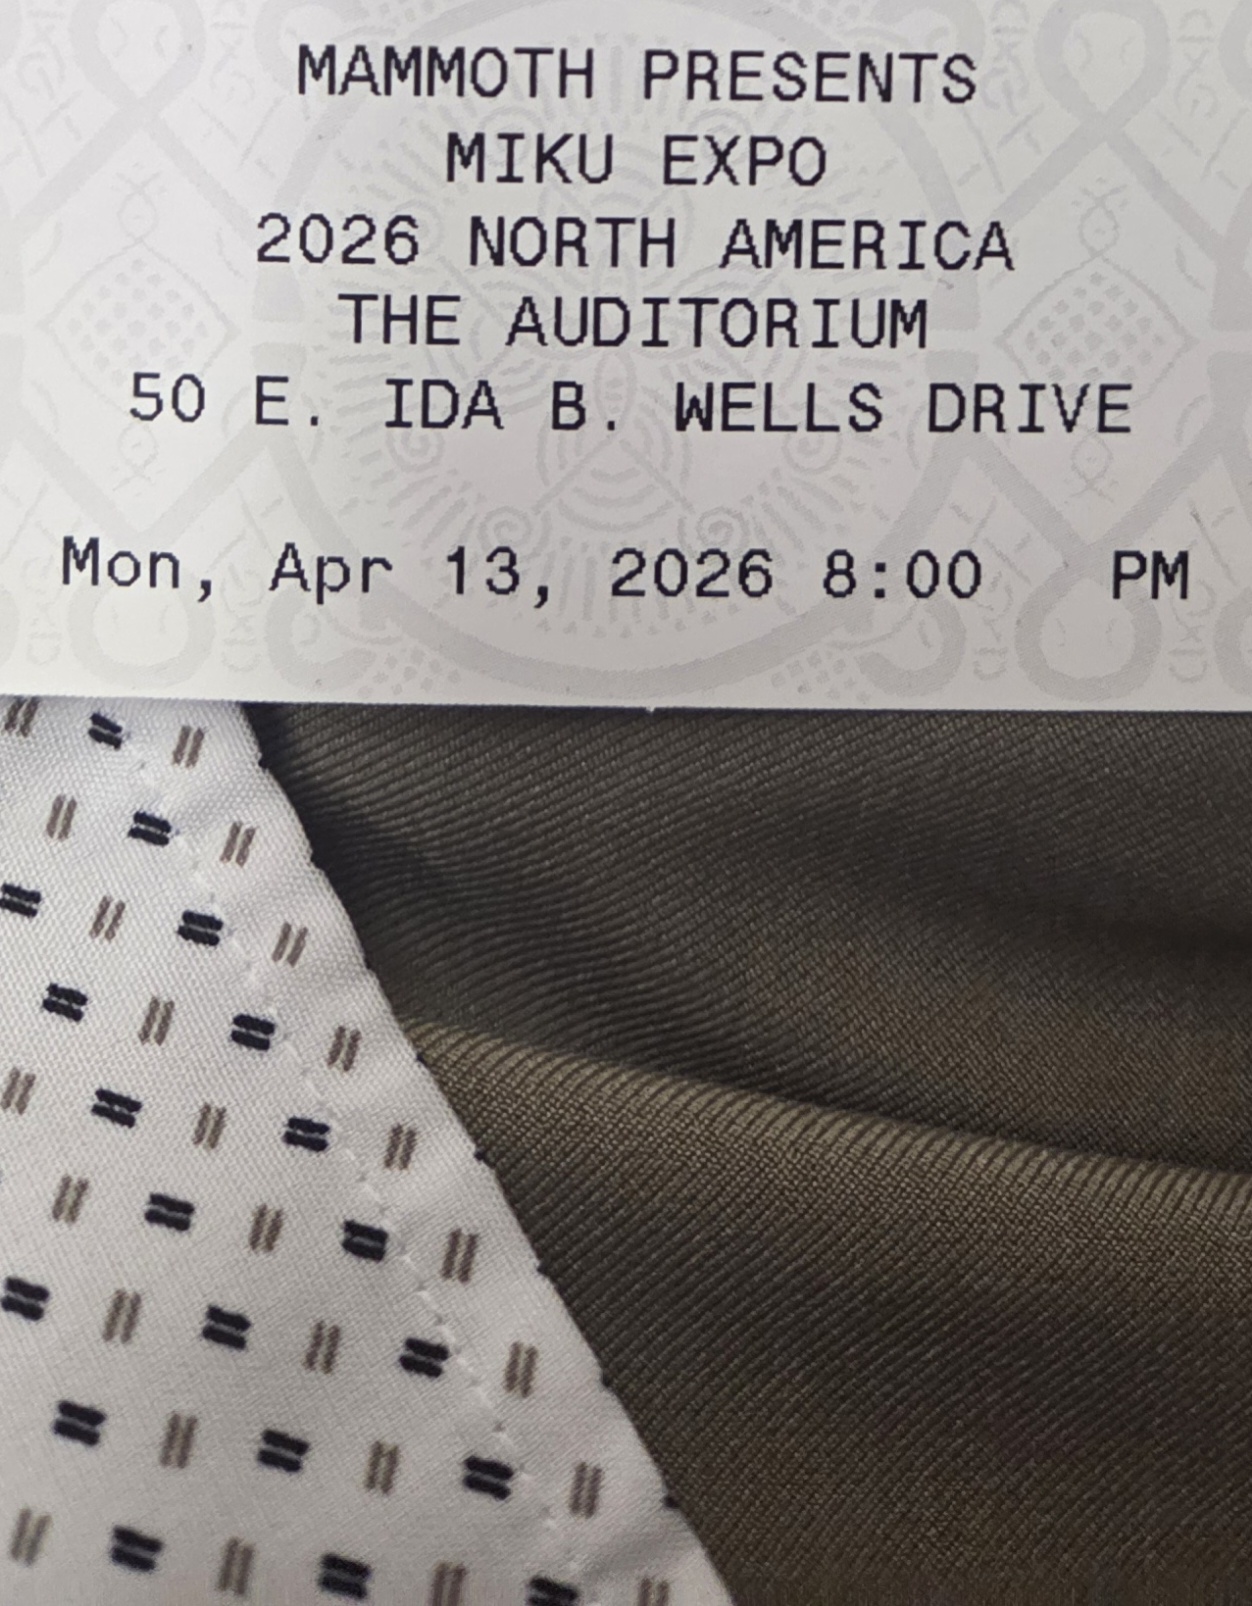 MAMMOTH PRESENTS
MIKU EXPO
2026 NORTH AMERICA
THE AUDITORIUM
50 E. IDA B. WELLS DRIVE
Mon, Apr 13, 2026 8:00 PM